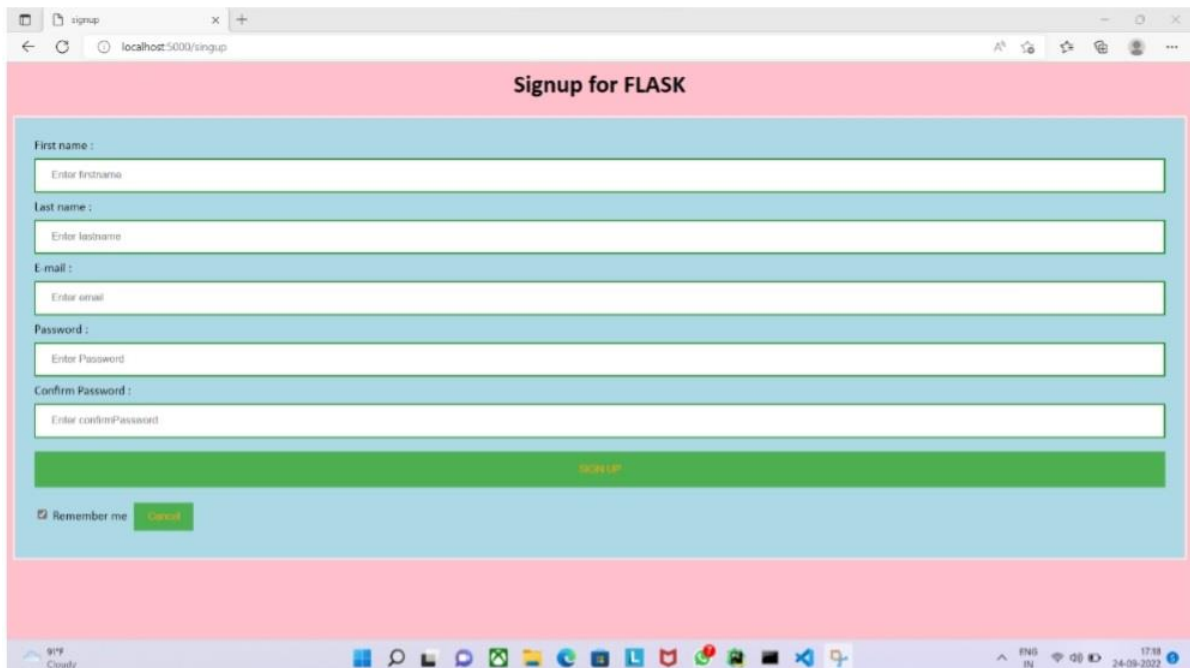 signup
localhost:5000/singup
Signup for FLASK
First name :
Enter firstname
Last name :
Enter lastname
E-mail :
Enter email
Password :
Enter Password
Confirm Password :
Enter confirmPassword
SIGN UP
Remember me Cancel
91°F
Cloudy
ENG
IN
17:18
24-09-2022